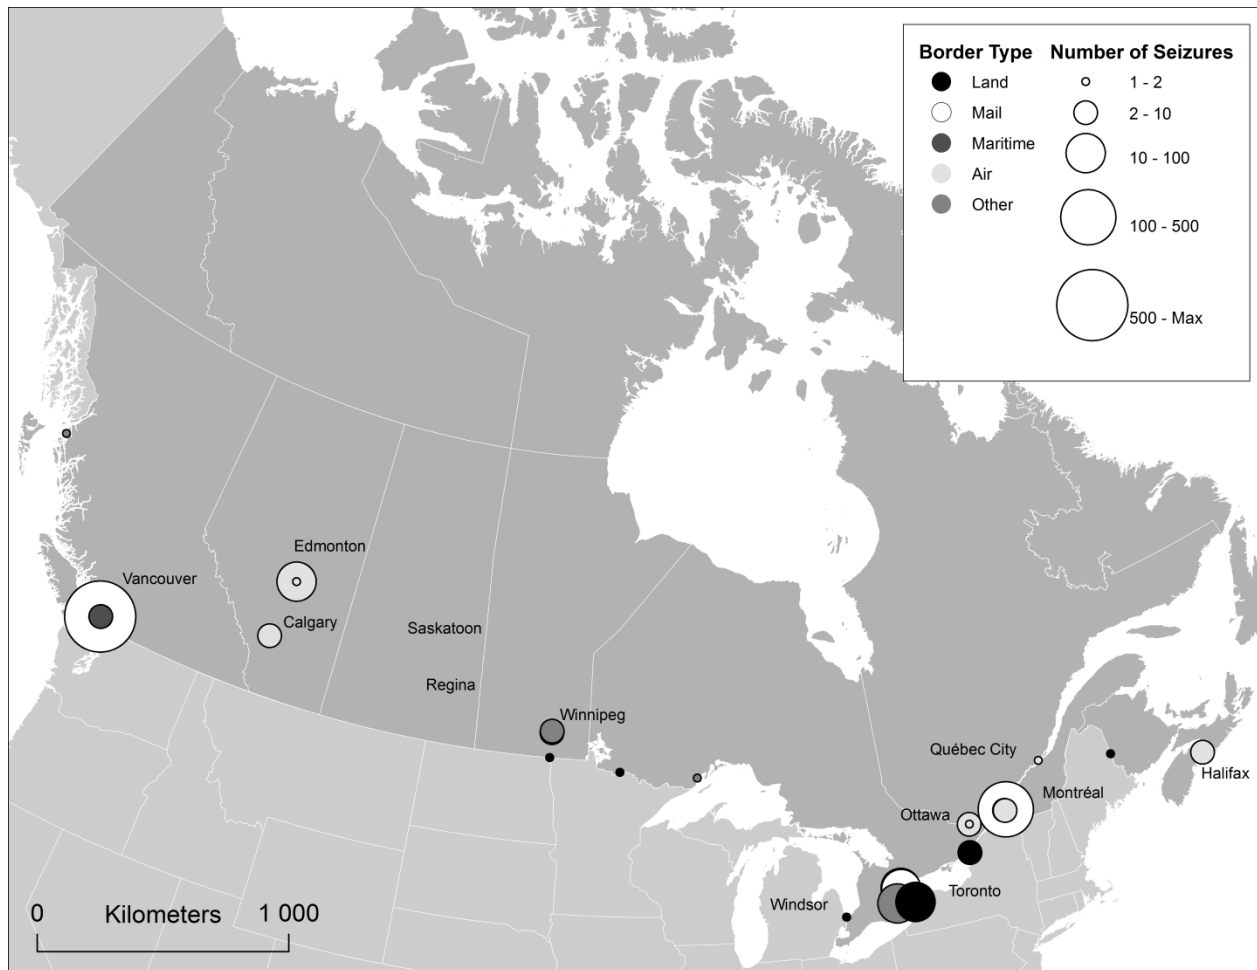 Border Type Number of Seizures
Land 1 - 2
Mail 2 - 10
Maritime 10 - 100
Air
Other 100 - 500
500 - Max
Edmonton
Vancouver
Calgary
Saskatoon
Regina
Winnipeg
Québec City
Halifax
Montréal
Ottawa
Toronto
Windsor
0 Kilometers 1 000